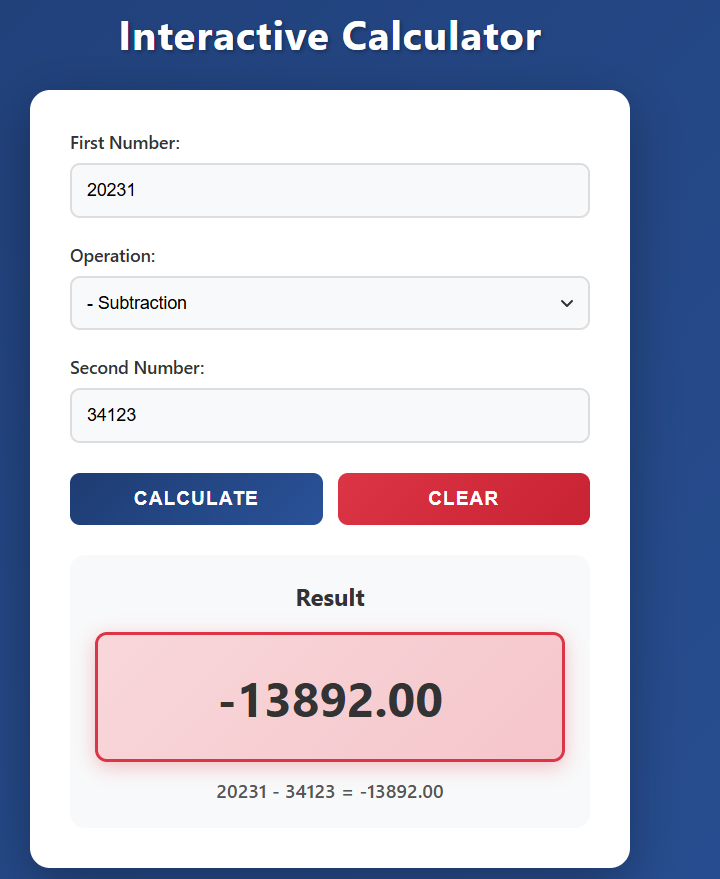 Interactive Calculator
First Number:
20231
Operation:
- Subtraction
Second Number:
34123
CALCULATE CLEAR
Result
-13892.00
20231 - 34123 = -13892.00